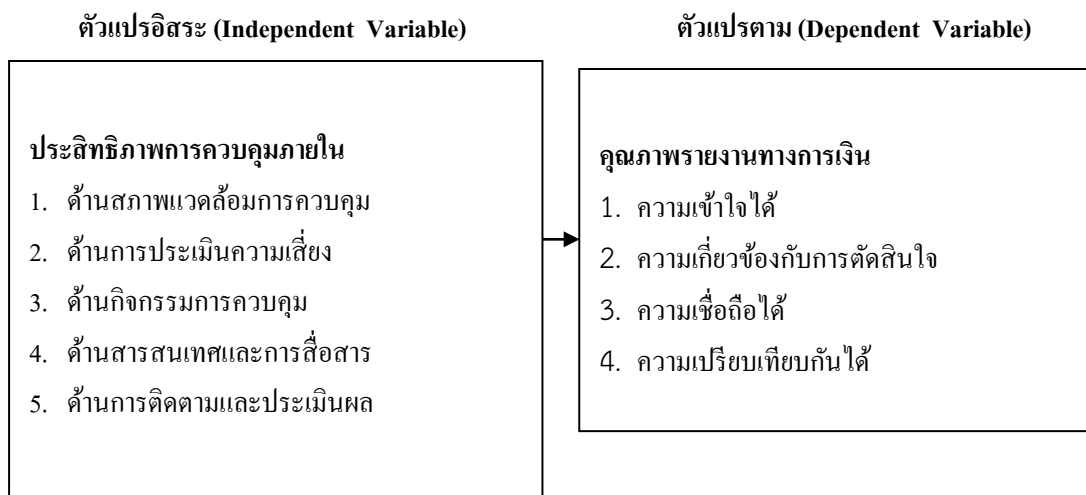 ตัวแปรอิสระ (Independent Variable)
ประสิทธิภาพการควบคุมภายใน
1. ด้านสภาพแวดล้อมการควบคุม
2. ด้านการประเมินความเสี่ยง
3. ด้านกิจกรรมการควบคุม
4. ด้านสารสนเทศและการสื่อสาร
5. ด้านการติดตามและประเมินผล
ตัวแปรตาม (Dependent Variable)
คุณภาพรายงานทางการเงิน
1. ความเข้าใจได้
2. ความเกี่ยวข้องกับการตัดสินใจ
3. ความเชื่อถือได้
4. ความเปรียบเทียบกันได้